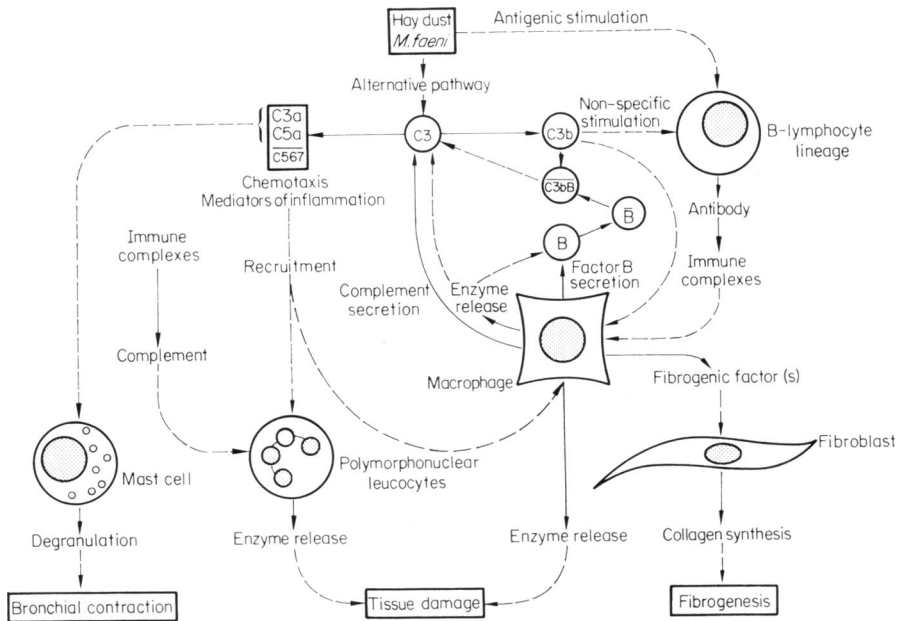 Hay dust
M. faeni
Antigenic stimulation
Alternative pathway
C3a
C5a
C567
C3
C3b
Non-specific
stimulation
B-lymphocyte
lineage
Chemotaxis
Mediators of inflammation
C3bB
B
B
Antibody
Immune
complexes
Recruitment
Complement
secretion
Enzyme
release
Factor B
secretion
Immune
complexes
Complement
Macrophage
Fibrogenic factor (s)
Mast cell
Polymorphonuclear
leucocytes
Fibroblast
Degranulation
Enzyme release
Enzyme release
Collagen synthesis
Bronchial contraction
Tissue damage
Fibrogenesis